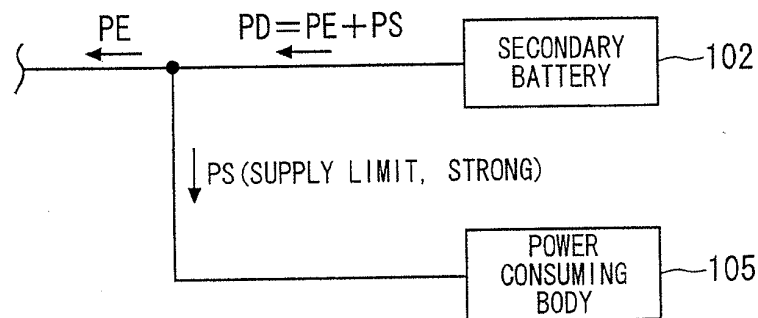 PE
PD=PE+PS
SECONDARY
BATTERY
102
PS(SUPPLY LIMIT, STRONG)
POWER
CONSUMING
BODY
105